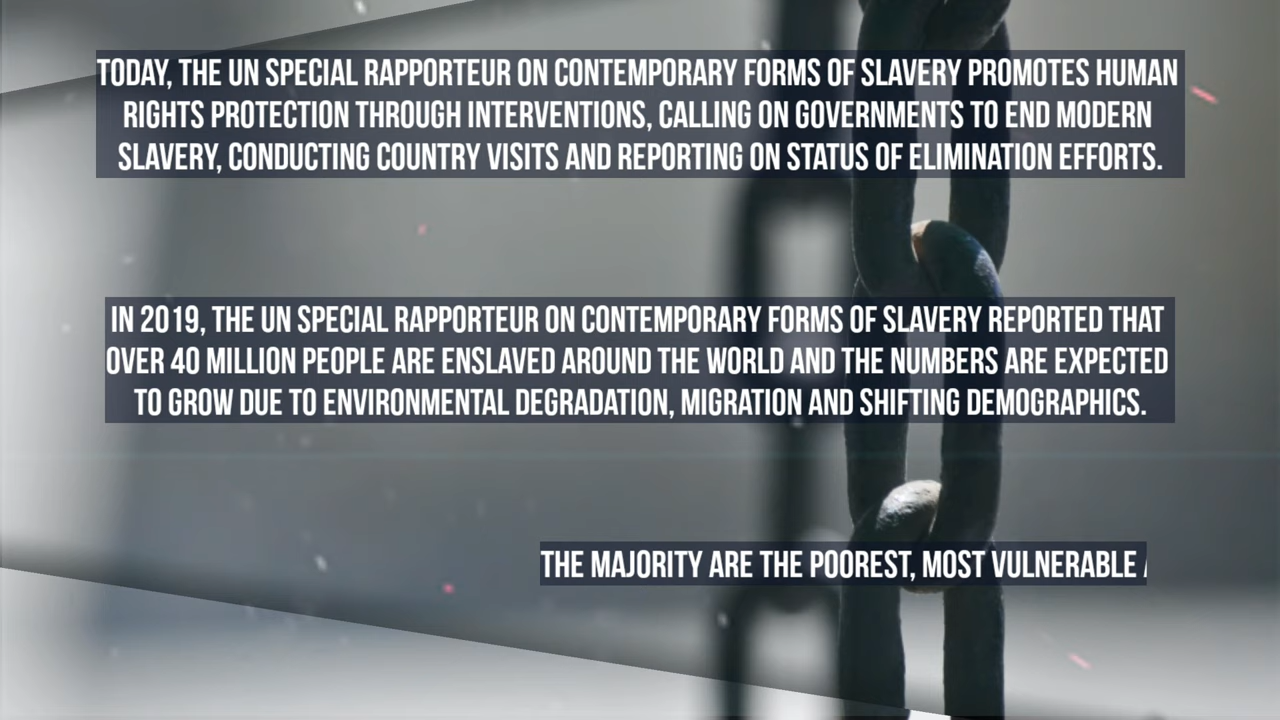 TODAY, THE UN SPECIAL RAPPORTEUR ON CONTEMPORARY FORMS OF SLAVERY PROMOTES HUMAN
RIGHTS PROTECTION THROUGH INTERVENTIONS, CALLING ON GOVERNMENTS TO END MODERN
SLAVERY, CONDUCTING COUNTRY VISITS AND REPORTING ON STATUS OF ELIMINATION EFFORTS.
IN 2019, THE UN SPECIAL RAPPORTEUR ON CONTEMPORARY FORMS OF SLAVERY REPORTED THAT
OVER 40 MILLION PEOPLE ARE ENSLAVED AROUND THE WORLD AND THE NUMBERS ARE EXPECTED
TO GROW DUE TO ENVIRONMENTAL DEGRADATION, MIGRATION AND SHIFTING DEMOGRAPHICS.
THE MAJORITY ARE THE POOREST, MOST VULNERABLE